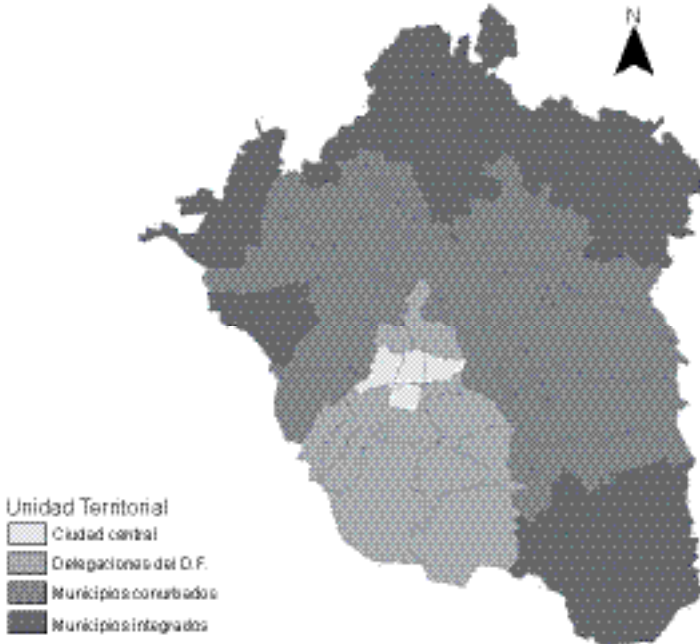 N
Unidad Territorial
Ciudad central
Delegaciones del D.F.
Municipios conurbados
Municipios integrados